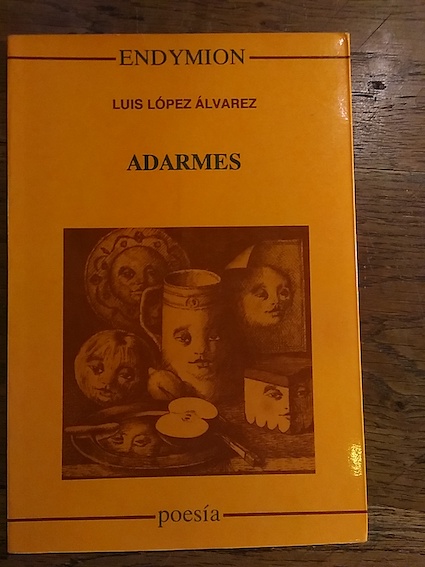 ENDYMION
LUIS LÓPEZ ÁLVAREZ
ADARMES
poesía